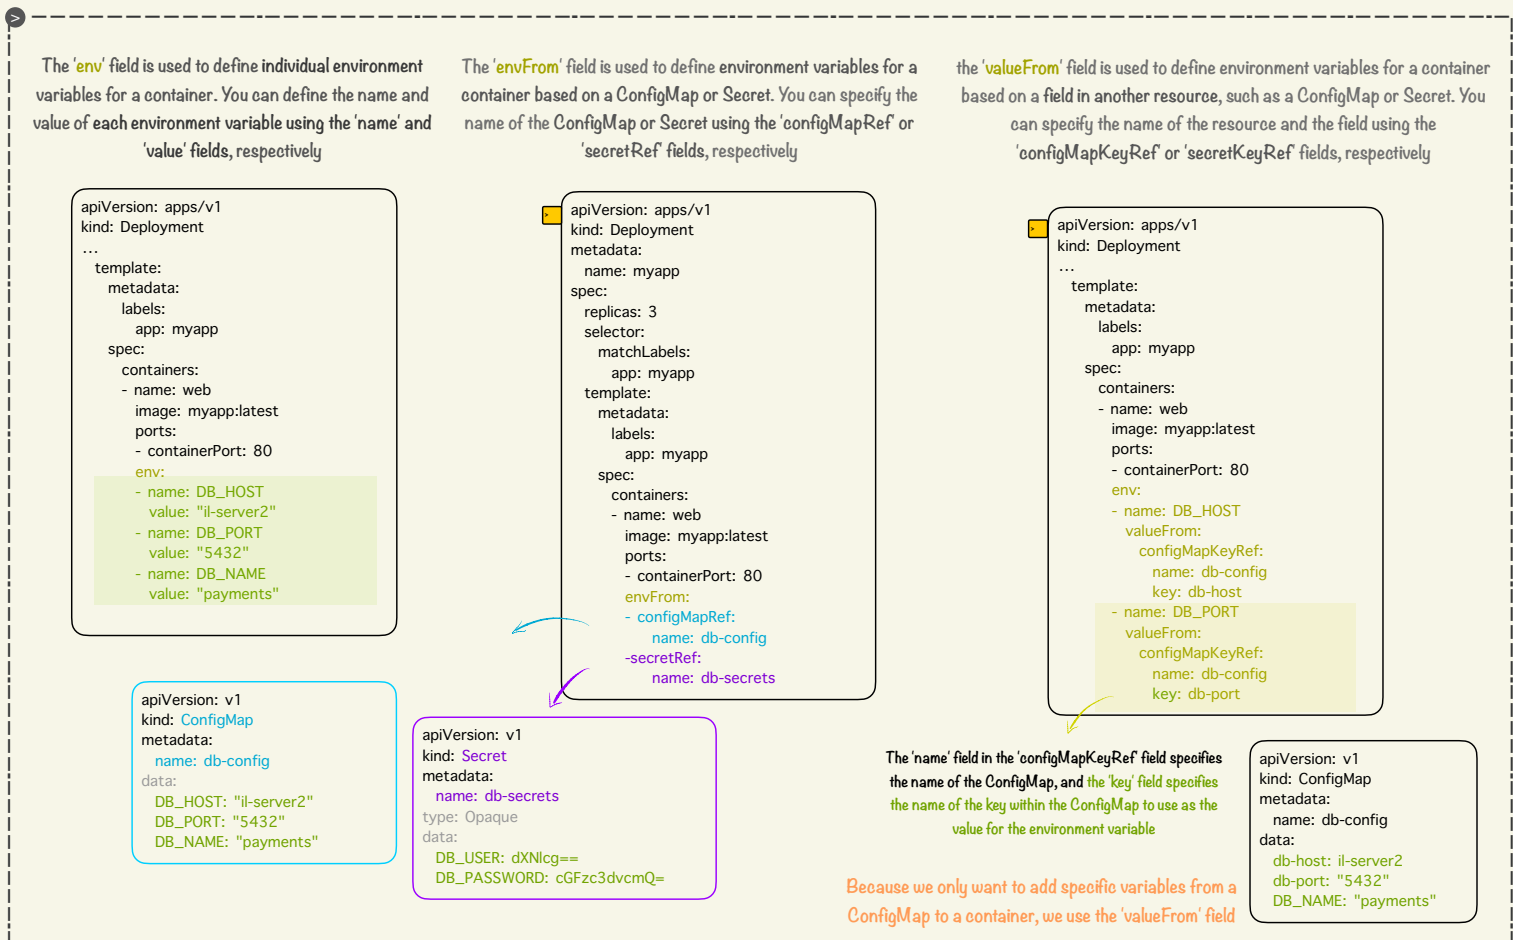 The 'env' field is used to define individual environment
variables for a container. You can define the name and
value of each environment variable using the 'name' and
'value' fields, respectively
apiVersion: apps/v1
kind: Deployment
...
template:
metadata:
labels:
app: myapp
spec:
containers:
- name: web
image: myapp:latest
ports:
- containerPort: 80
env:
- name: DB_HOST
value: "il-server2"
- name: DB_PORT
value: "5432"
- name: DB_NAME
value: "payments"
The 'envFrom' field is used to define environment variables for a
container based on a ConfigMap or Secret. You can specify the
name of the ConfigMap or Secret using the 'configMapRef' or
'secretRef' fields, respectively
apiVersion: apps/v1
kind: Deployment
metadata:
name: myapp
spec:
replicas: 3
selector:
matchLabels:
app: myapp
template:
metadata:
labels:
app: myapp
spec:
containers:
- name: web
image: myapp:latest
ports:
- containerPort: 80
envFrom:
- configMapRef:
name: db-config
-secretRef:
name: db-secrets
apiVersion: v1
kind: ConfigMap
metadata:
name: db-config
data:
DB_HOST: "il-server2"
DB_PORT: "5432"
DB_NAME: "payments"
apiVersion: v1
kind: Secret
metadata:
name: db-secrets
type: Opaque
data:
DB_USER: dXNlcg==
DB_PASSWORD: cGFzc3dvcmQ=
the 'valueFrom' field is used to define environment variables for a container
based on a field in another resource, such as a ConfigMap or Secret. You
can specify the name of the resource and the field using the
'configMapKeyRef' or 'secretKeyRef' fields, respectively
apiVersion: apps/v1
kind: Deployment
...
template:
metadata:
labels:
app: myapp
spec:
containers:
- name: web
image: myapp:latest
ports:
- containerPort: 80
env:
- name: DB_HOST
valueFrom:
configMapKeyRef:
name: db-config
key: db-host
- name: DB_PORT
valueFrom:
configMapKeyRef:
name: db-config
key: db-port
The 'name' field in the 'configMapKeyRef' field specifies
the name of the ConfigMap, and the 'key' field specifies
the name of the key within the ConfigMap to use as the
value for the environment variable
Because we only want to add specific variables from a
ConfigMap to a container, we use the 'valueFrom' field
apiVersion: v1
kind: ConfigMap
metadata:
name: db-config
data:
db-host: il-server2
db-port: "5432"
DB_NAME: "payments"